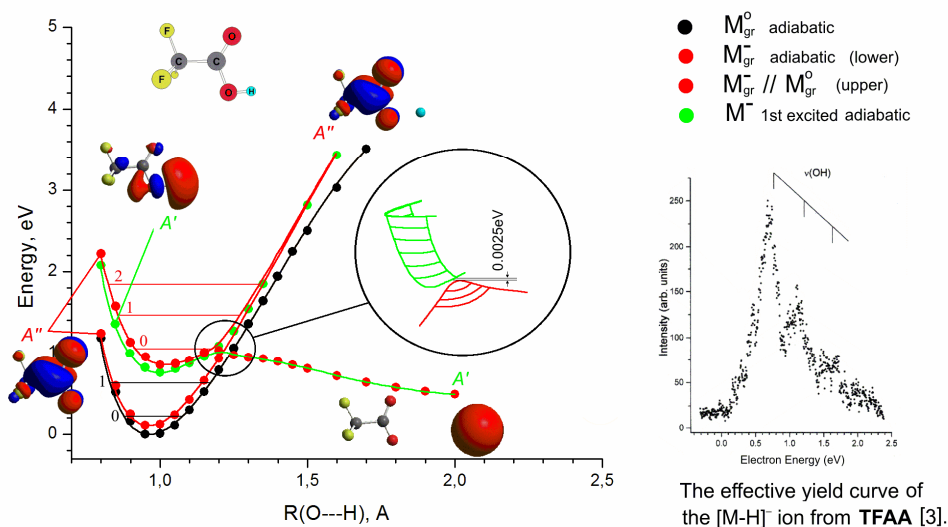 5
4
3
2
1
0
Energy, eV
1,0
1,5
2,0
2,5
R(O---H), A
F
F
C
C
O
O
H
A''
A'
A''
A'
2
1
0
1
0
0.0025eV
M⁰gr adiabatic
M⁻gr adiabatic (lower)
M⁻gr // M⁰gr (upper)
M⁻ 1st excited adiabatic
ν(OH)
250
200
150
100
50
0
Intensity (arb. units)
0.0
0.5
1.0
1.5
2.0
2.5
Electron Energy (eV)
The effective yield curve of
the [M-H]⁻ ion from TFAA [3].